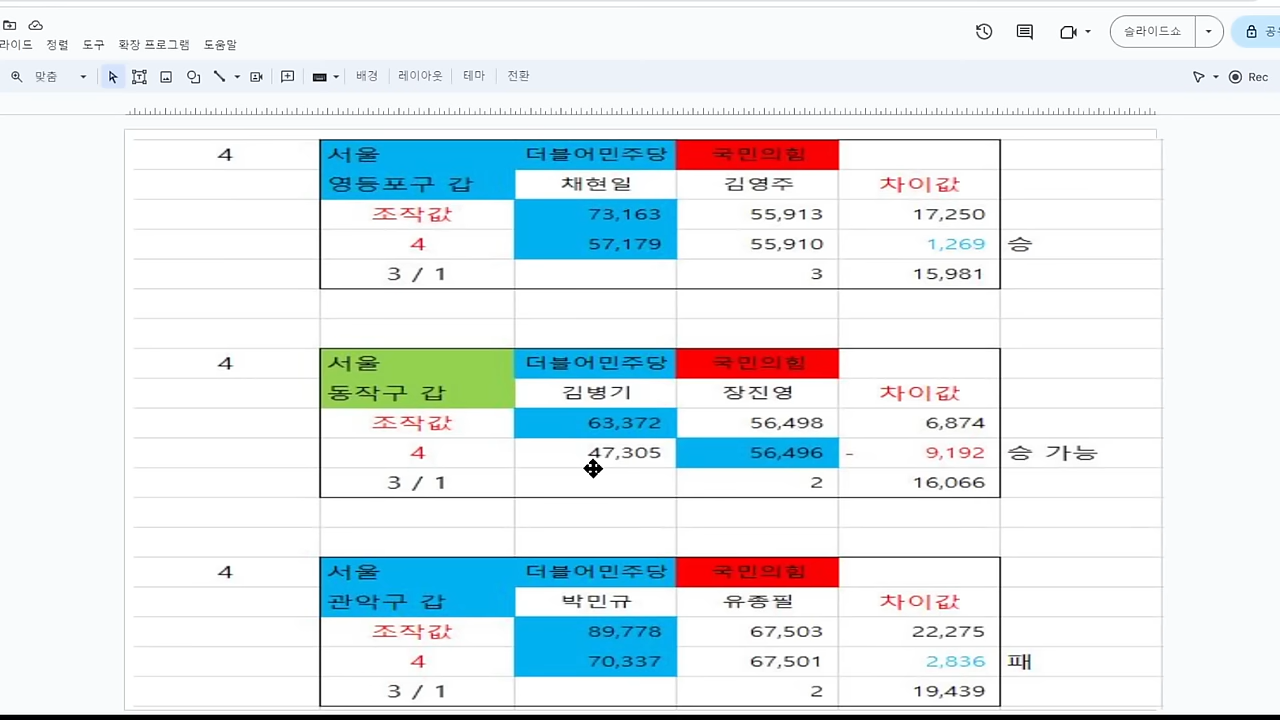 라이드 정렬 도구 확장 프로그램 도움말
슬라이드쇼
맞춤 배경 레이아웃 테마 전환 Rec
4 서울 더불어민주당 국민의힘
영등포구 갑 채현일 김영주 차이값
조작값 73,163 55,913 17,250
4 57,179 55,910 1,269 승
3 / 1 3 15,981
4 서울 더불어민주당 국민의힘
동작구 갑 김병기 장진영 차이값
조작값 63,372 56,498 6,874
4 47,305 56,496 - 9,192 승 가능
3 / 1 2 16,066
4 서울 더불어민주당 국민의힘
관악구 갑 박민규 유종필 차이값
조작값 89,778 67,503 22,275
4 70,337 67,501 2,836 패
3 / 1 2 19,439